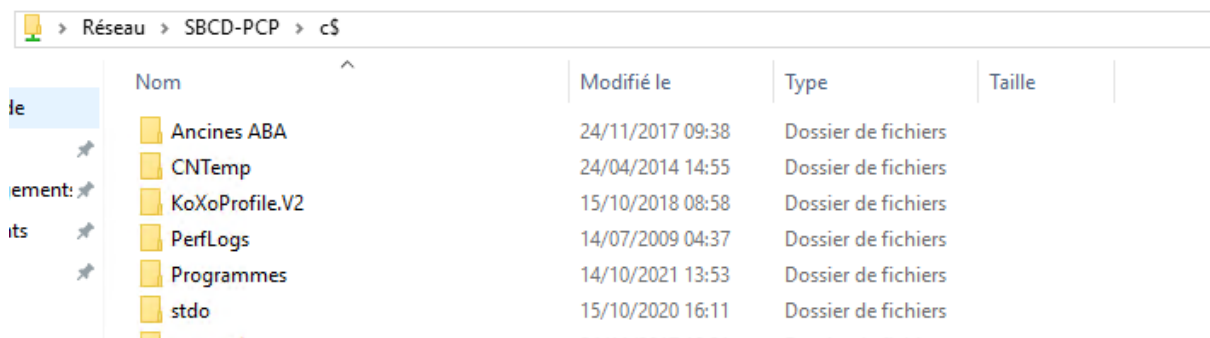 Réseau > SBCD-PCP > c$
Nom Modifié le Type Taille
de
Ancines ABA 24/11/2017 09:38 Dossier de fichiers
CNTemp 24/04/2014 14:55 Dossier de fichiers
ements KoXoProfile.V2 15/10/2018 08:58 Dossier de fichiers
ts PerfLogs 14/07/2009 04:37 Dossier de fichiers
Programmes 14/10/2021 13:53 Dossier de fichiers
stdo 15/10/2020 16:11 Dossier de fichiers